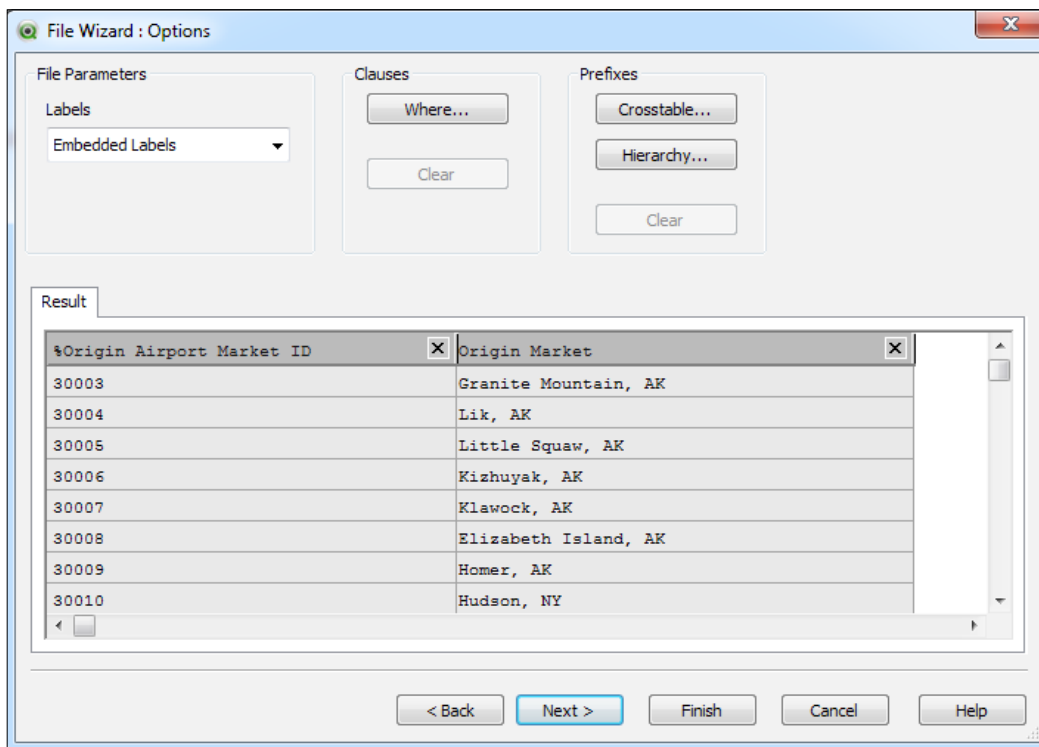 File Wizard : Options
File Parameters
Clauses
Prefixes
Labels
Embedded Labels
Where...
Clear
Crosstable...
Hierarchy...
Clear
Result
%Origin Airport Market ID Origin Market
30003 Granite Mountain, AK
30004 Lik, AK
30005 Little Squaw, AK
30006 Kizhuyak, AK
30007 Klawock, AK
30008 Elizabeth Island, AK
30009 Homer, AK
30010 Hudson, NY
< Back Next > Finish Cancel Help